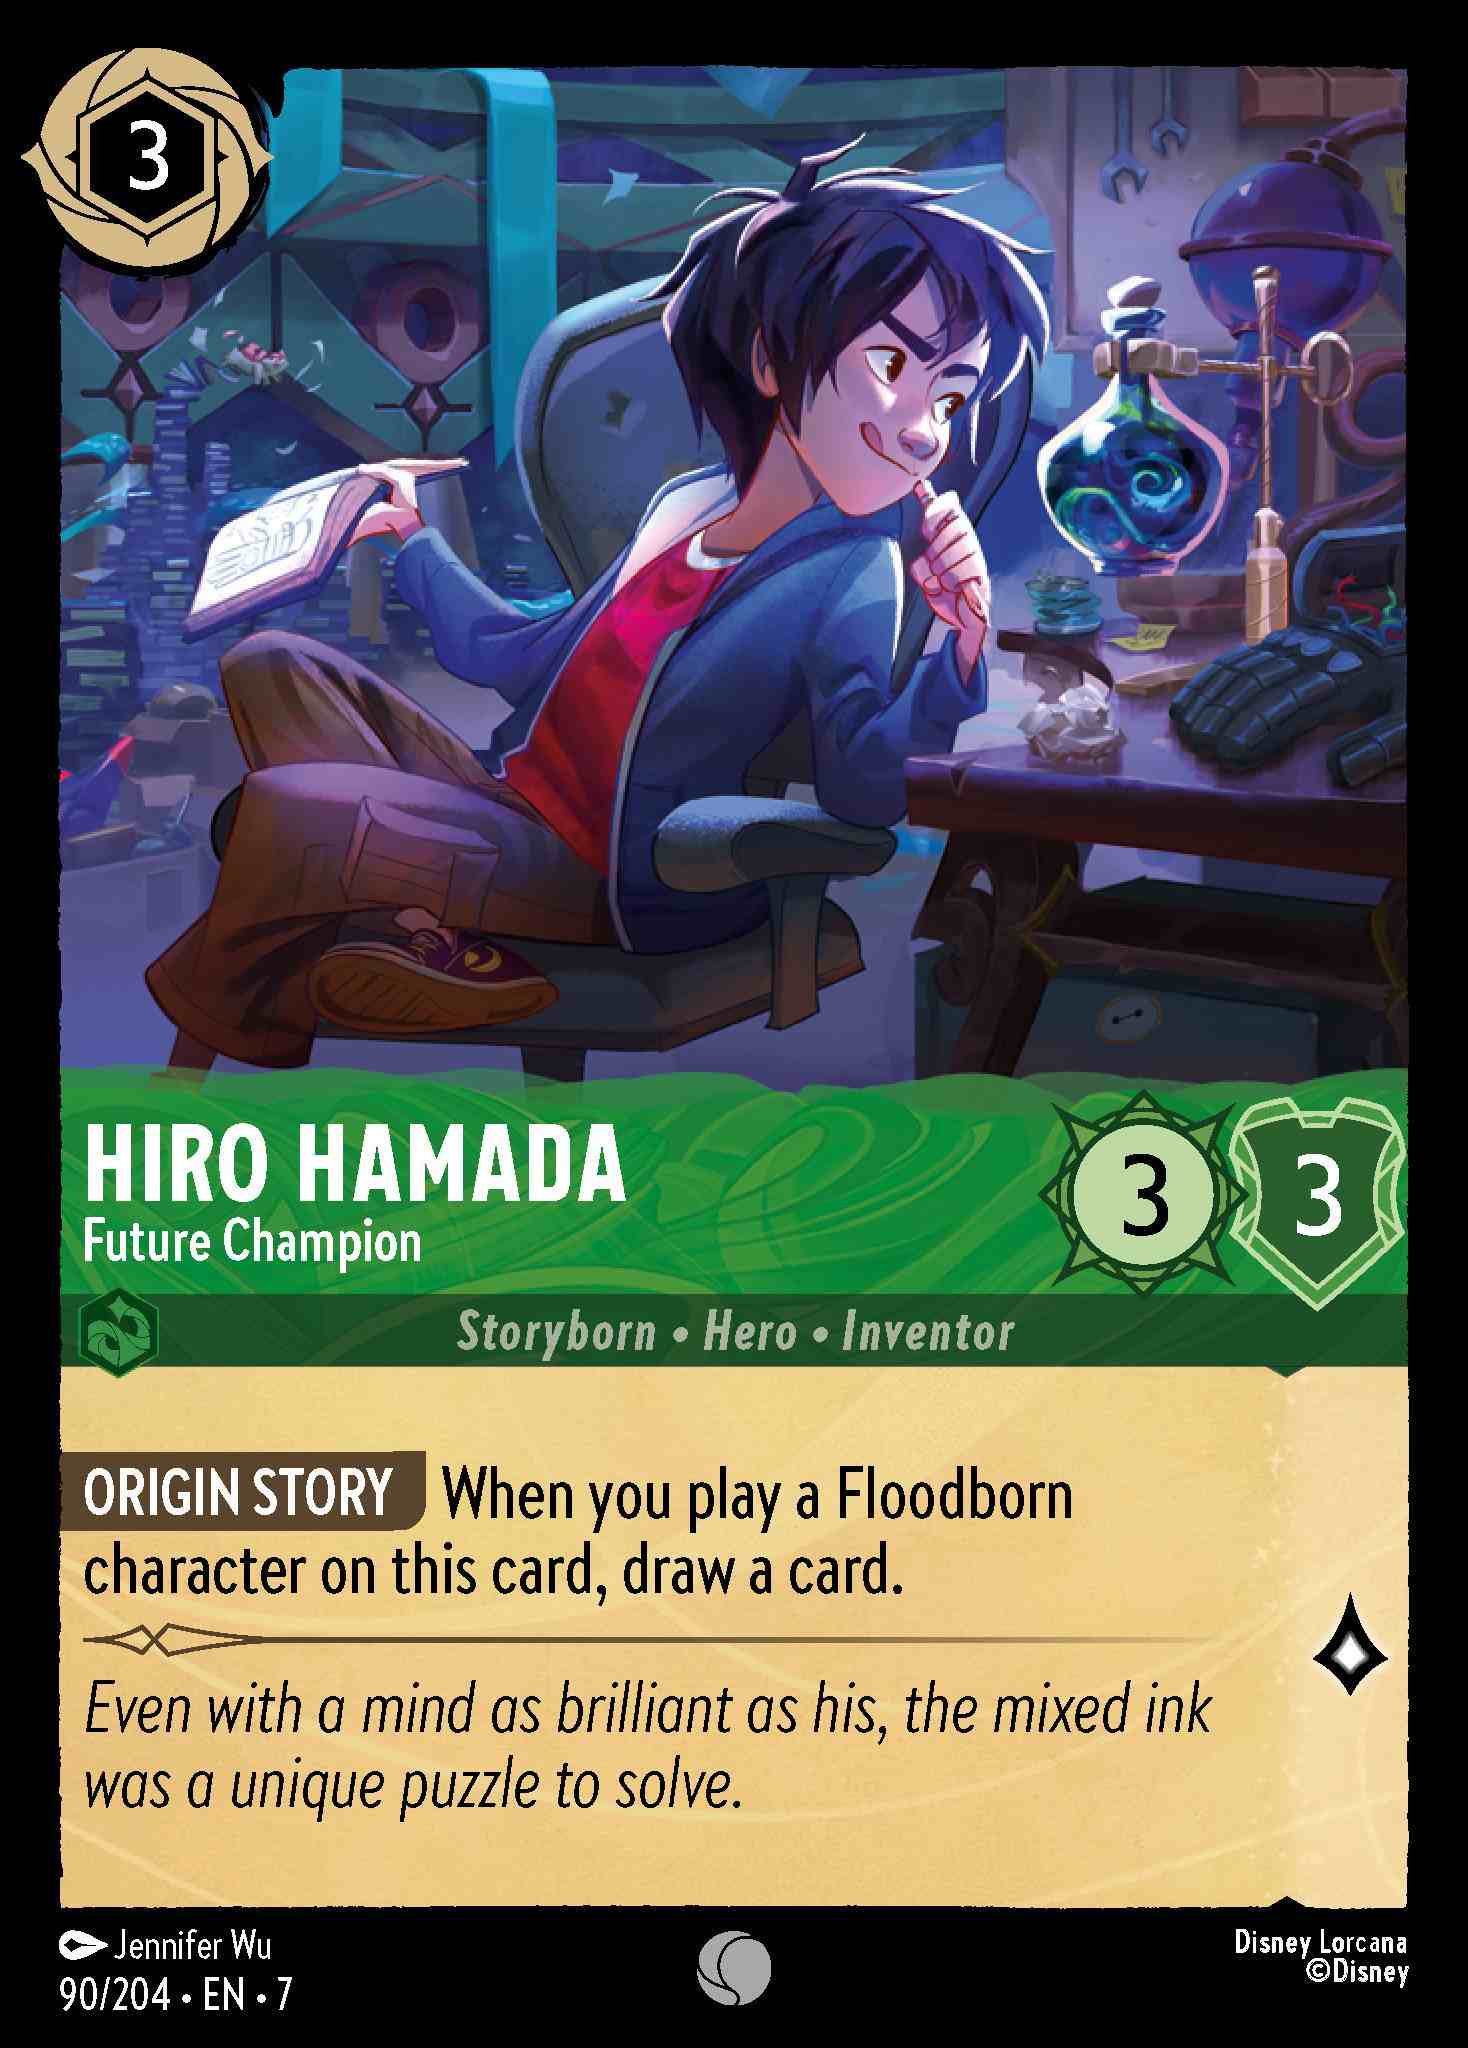 3
HIRO HAMADA
Future Champion
3
3
Storyborn • Hero • Inventor
ORIGIN STORY When you play a Floodborn
character on this card, draw a card.
Even with a mind as brilliant as his, the mixed ink
was a unique puzzle to solve.
Jennifer Wu
90/204 • EN • 7
Disney Lorcana
©Disney